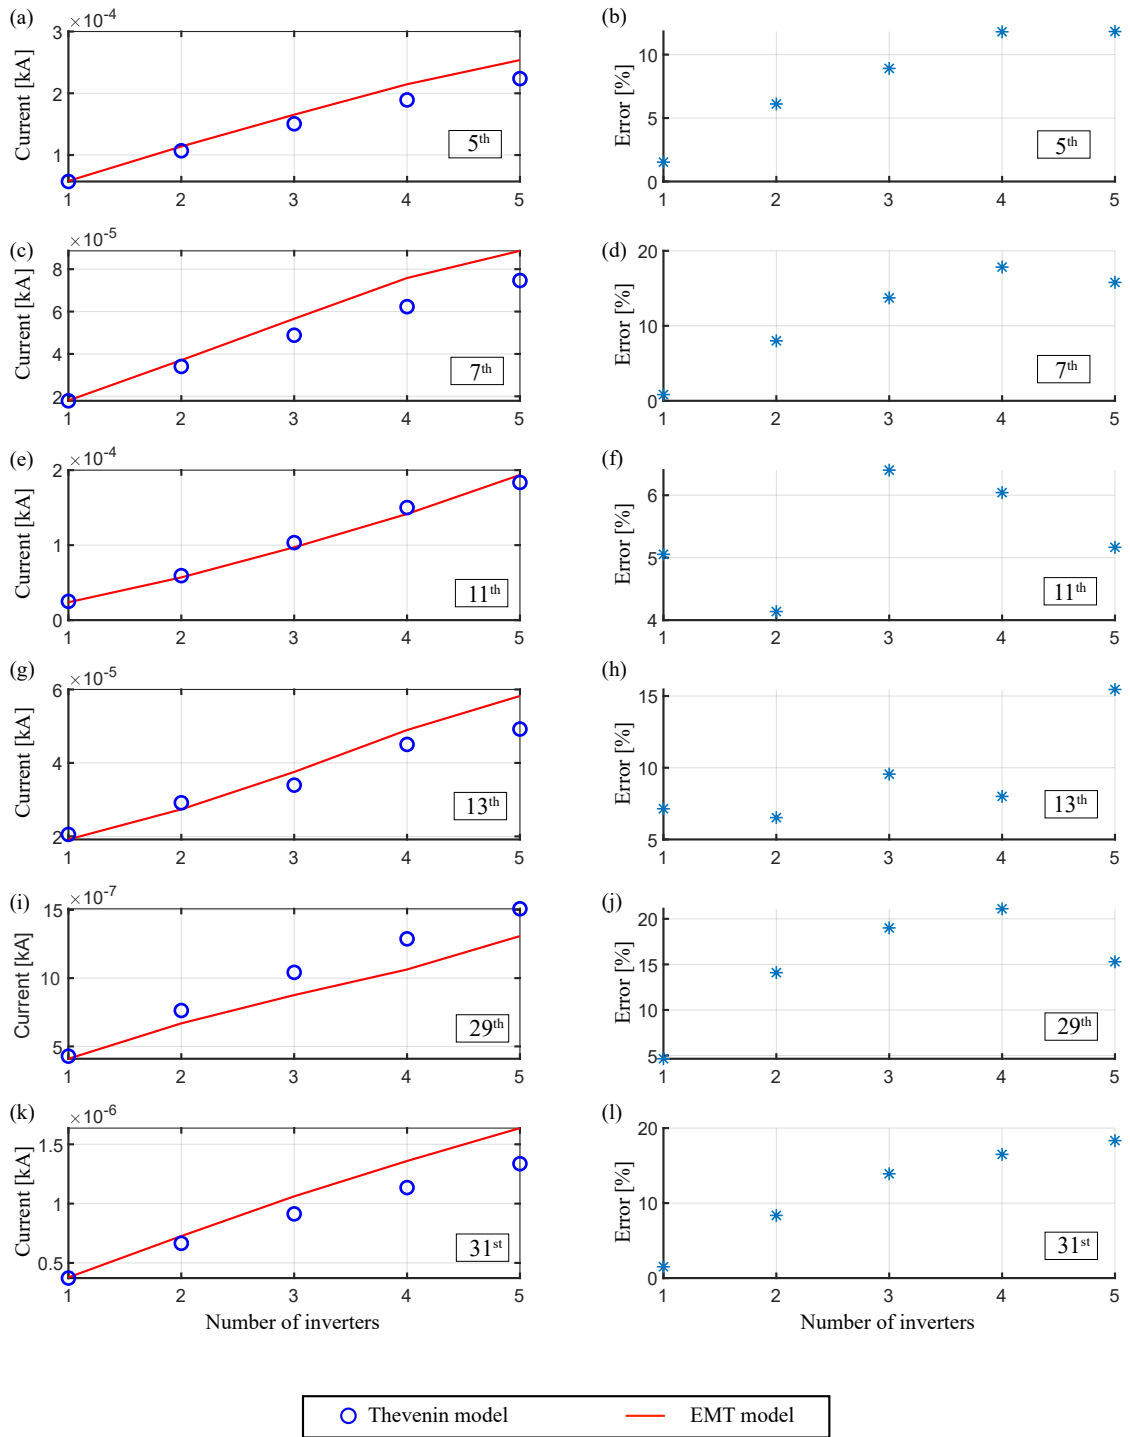 (a)
×10⁻⁴
3
2
1
Current [kA]
5ᵗʰ
1 2 3 4 5
(b)
10
5
0
Error [%]
5ᵗʰ
1 2 3 4 5
(c)
×10⁻⁵
8
6
4
2
Current [kA]
7ᵗʰ
1 2 3 4 5
(d)
20
10
0
Error [%]
7ᵗʰ
1 2 3 4 5
(e)
×10⁻⁴
2
1
0
Current [kA]
11ᵗʰ
1 2 3 4 5
(f)
6
5
4
Error [%]
11ᵗʰ
1 2 3 4 5
(g)
×10⁻⁵
6
4
2
Current [kA]
13ᵗʰ
1 2 3 4 5
(h)
15
10
5
Error [%]
13ᵗʰ
1 2 3 4 5
(i)
×10⁻⁷
15
10
5
Current [kA]
29ᵗʰ
1 2 3 4 5
(j)
20
15
10
5
Error [%]
29ᵗʰ
1 2 3 4 5
(k)
×10⁻⁶
1.5
1
0.5
Current [kA]
31ˢᵗ
1 2 3 4 5
Number of inverters
(l)
20
10
0
Error [%]
31ˢᵗ
1 2 3 4 5
Number of inverters
Thevenin model
EMT model